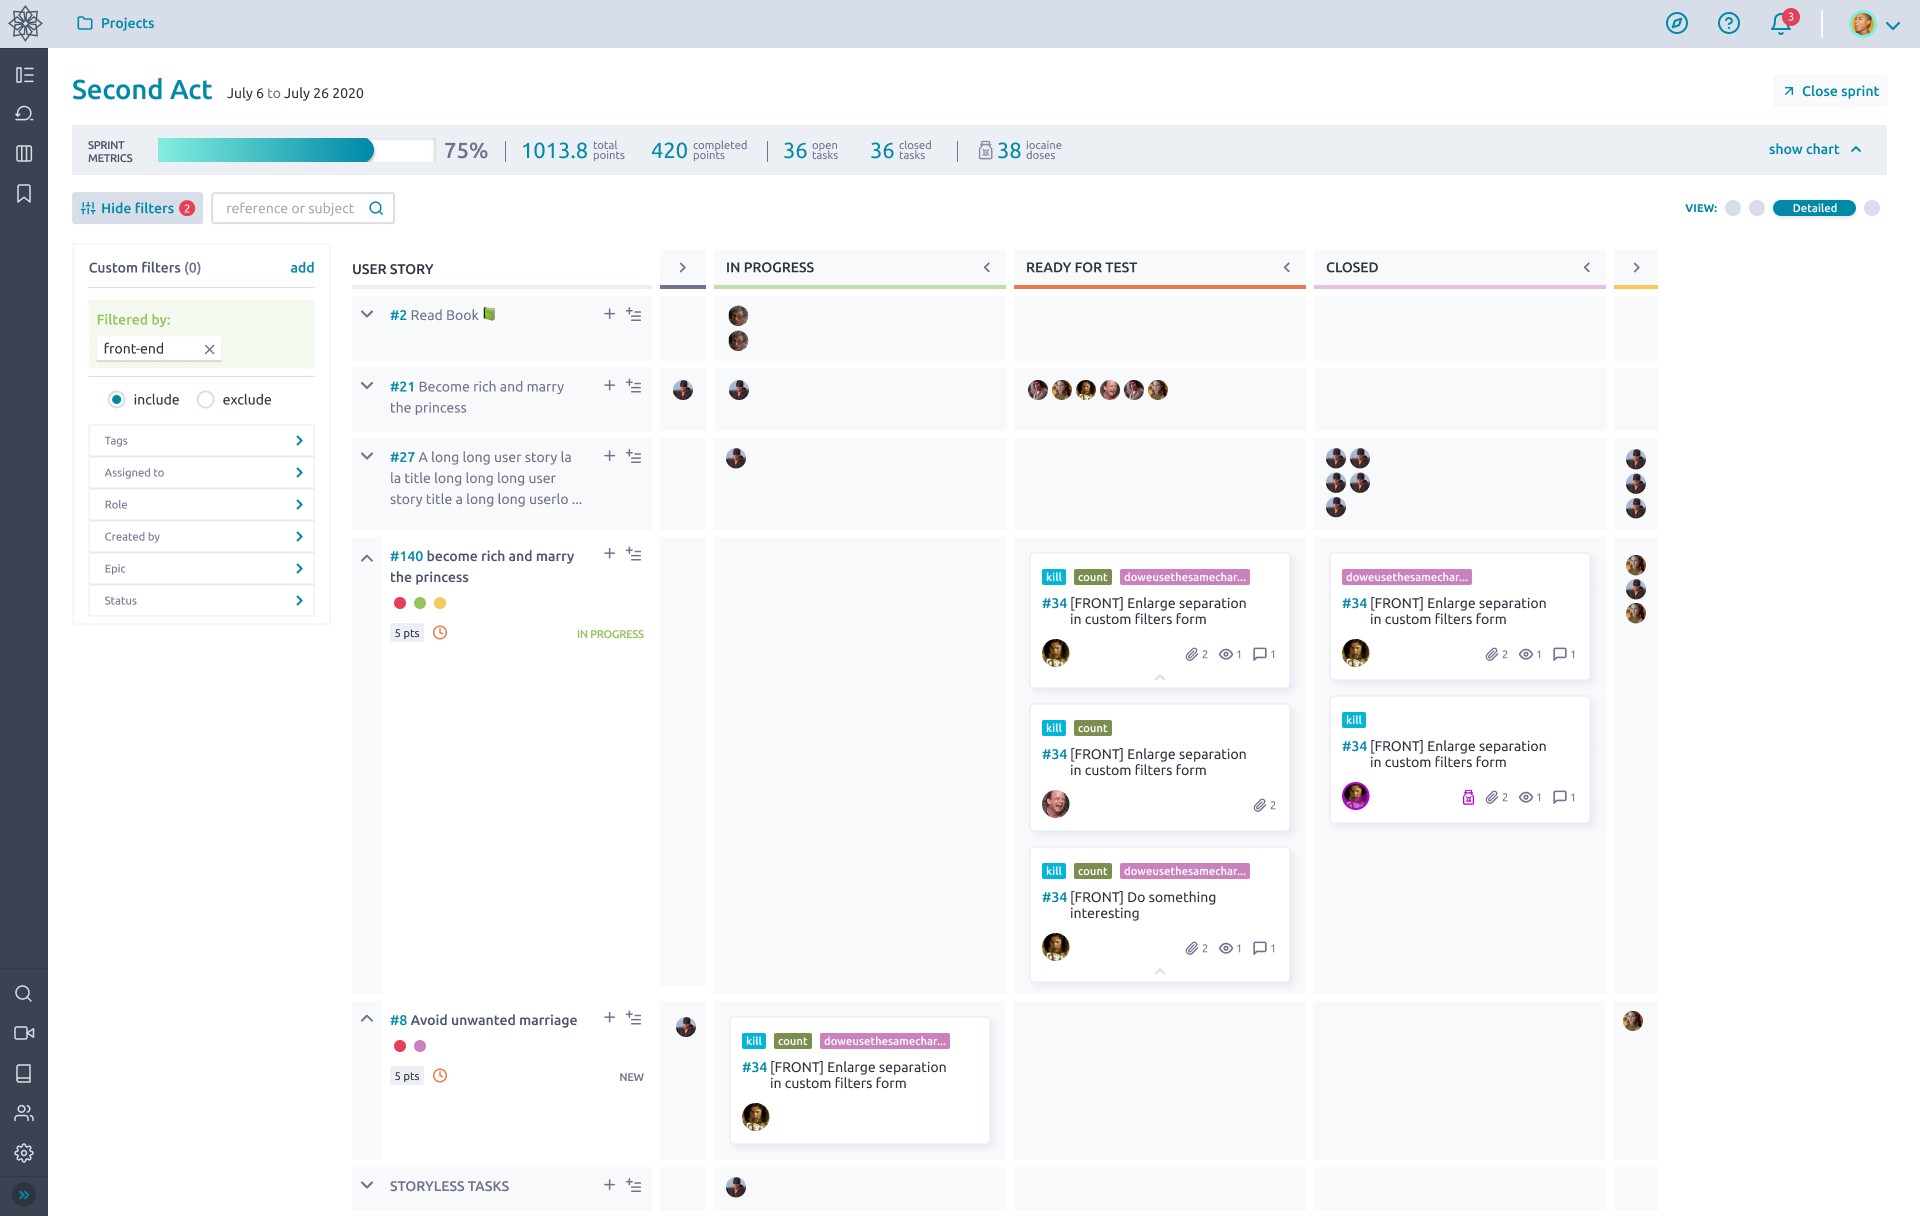 Projects
3
Second Act July 6 to July 26 2020
Close sprint
SPRINT METRICS
75%
1013.8 total points
420 completed points
36 open tasks
36 closed tasks
38 iocaine doses
show chart
Hide filters 2
reference or subject
VIEW:
Detailed
Custom filters (0)
add
Filtered by:
front-end
include
exclude
Tags
Assigned to
Role
Created by
Epic
Status
USER STORY
IN PROGRESS
READY FOR TEST
CLOSED
#2 Read Book
#21 Become rich and marry
the princess
#27 A long long user story la
la title long long long user
story title a long long userlo ...
#140 become rich and marry
the princess
5 pts
IN PROGRESS
kill count doweusethesamechar...
#34 [FRONT] Enlarge separation
in custom filters form
2 1 1
kill count
#34 [FRONT] Enlarge separation
in custom filters form
2
kill count doweusethesamechar...
#34 [FRONT] Do something
interesting
2 1 1
doweusethesamechar...
#34 [FRONT] Enlarge separation
in custom filters form
2 1 1
kill
#34 [FRONT] Enlarge separation
in custom filters form
2 1 1
#8 Avoid unwanted marriage
5 pts
NEW
kill count doweusethesamechar...
#34 [FRONT] Enlarge separation
in custom filters form
STORYLESS TASKS